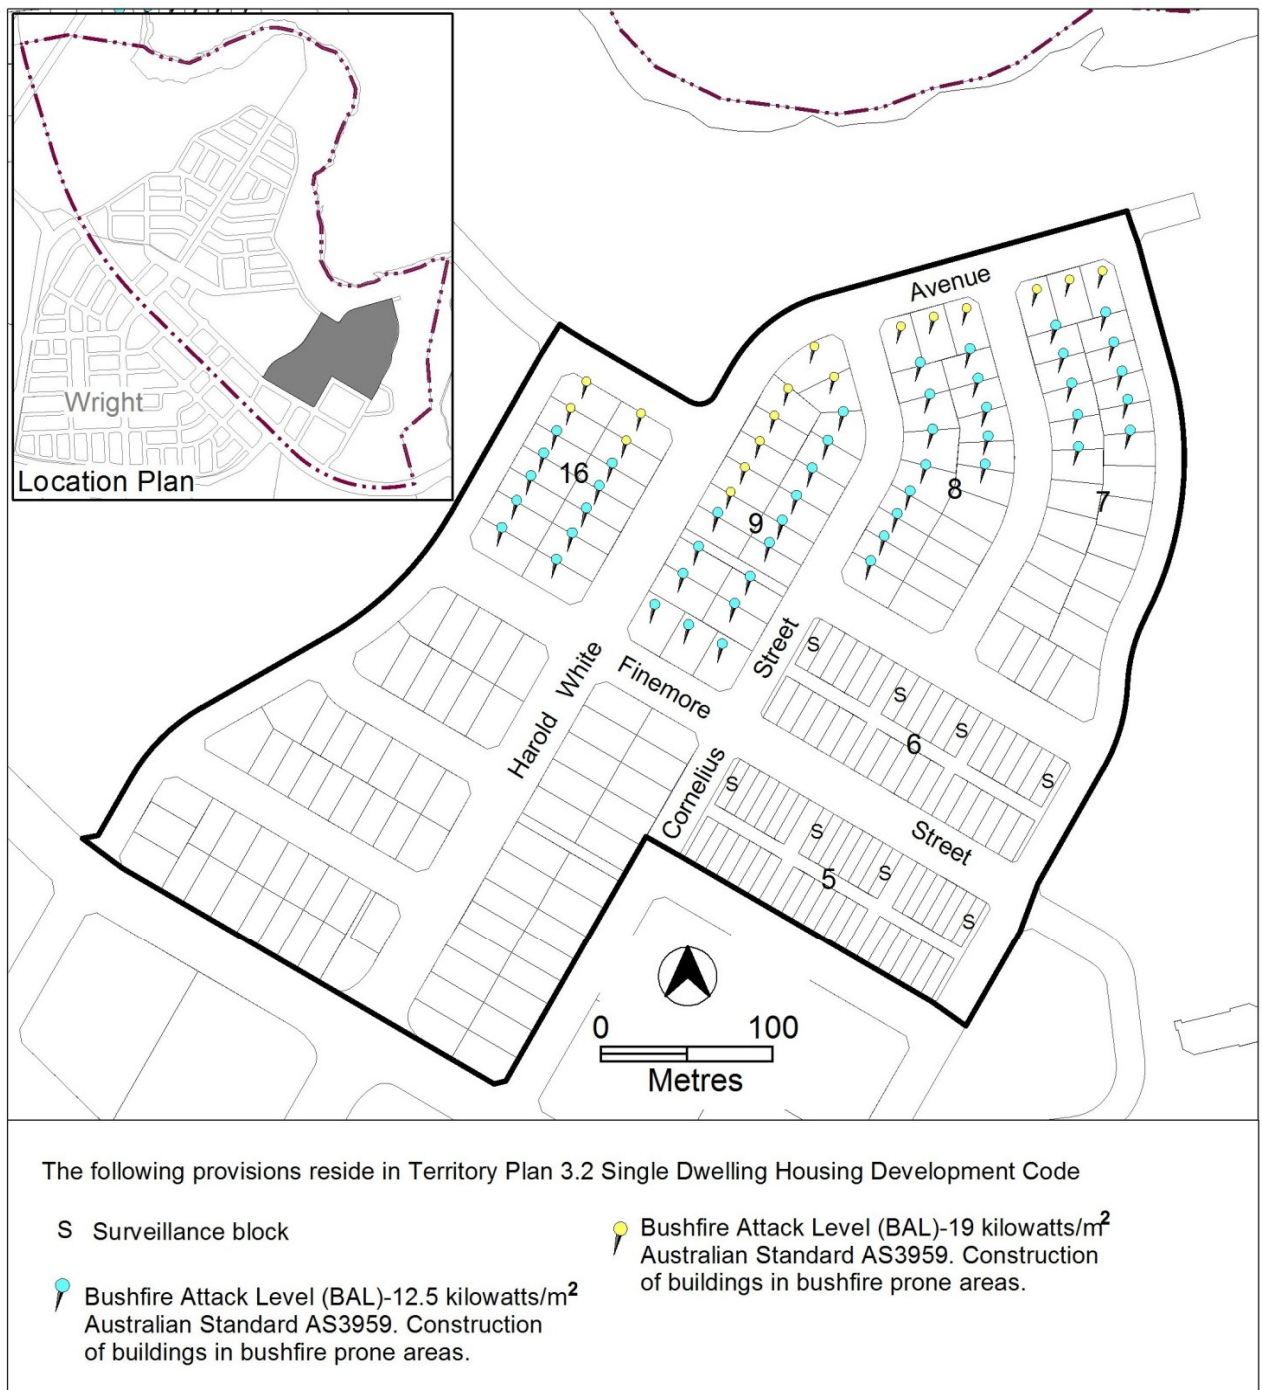 Wright
Location Plan
Avenue
16
9
8
7
Harold White
Finemore
Street
Cornelius
Street
S
S
S
S
6
S
S
S
S
5
0 100
Metres
The following provisions reside in Territory Plan 3.2 Single Dwelling Housing Development Code
S Surveillance block
Bushfire Attack Level (BAL)-12.5 kilowatts/m²
Australian Standard AS3959. Construction
of buildings in bushfire prone areas.
Bushfire Attack Level (BAL)-19 kilowatts/m²
Australian Standard AS3959. Construction
of buildings in bushfire prone areas.